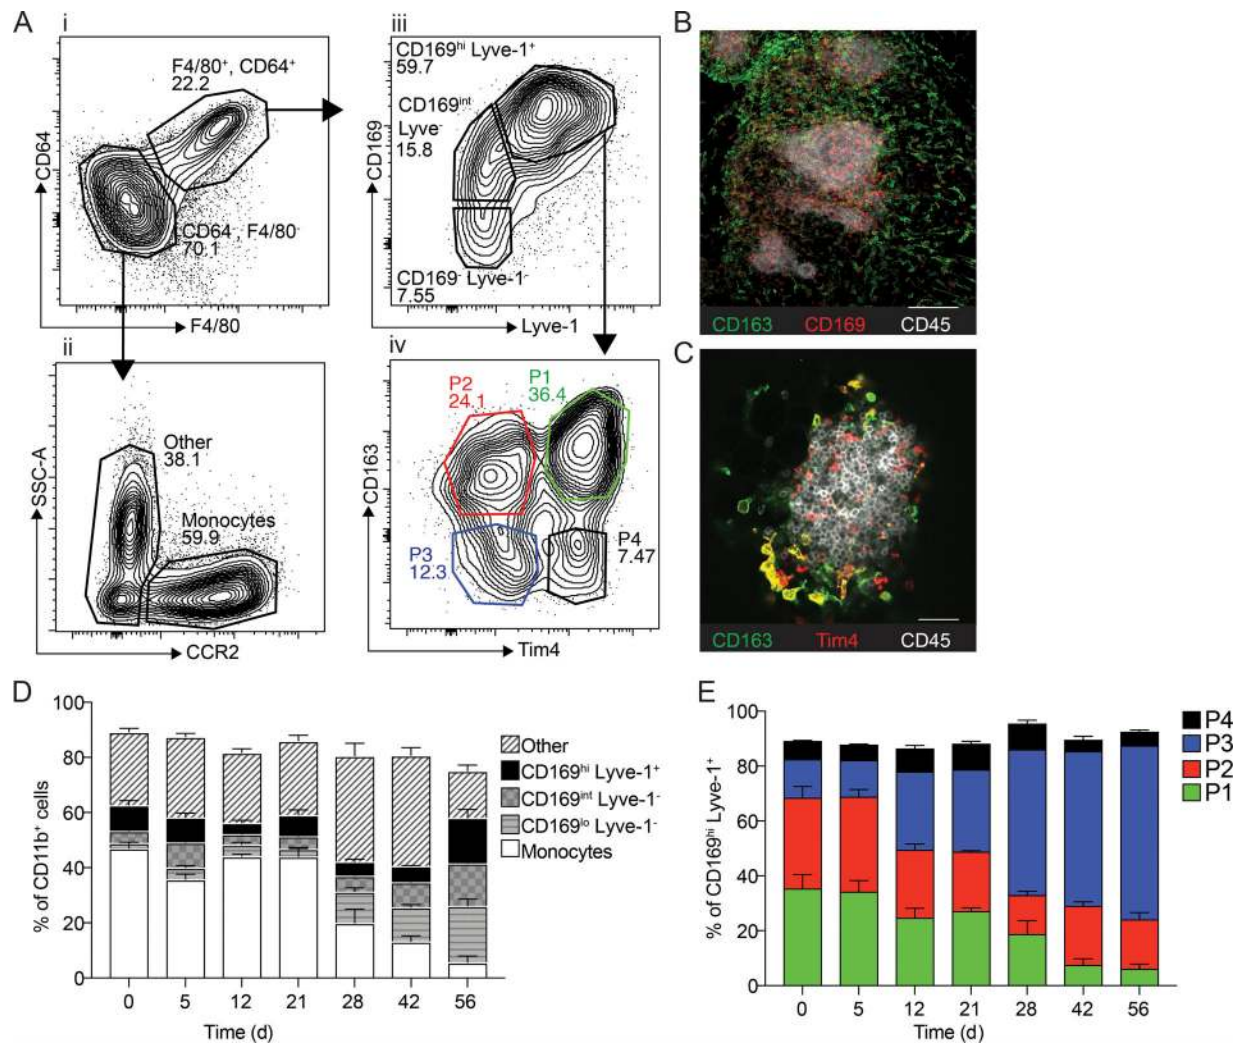 A
i
F4/80⁺, CD64⁺
22.2
CD64
CD64⁻, F4/80⁻
70.1
F4/80
ii
Other
38.1
SSC-A
Monocytes
59.9
CCR2
iii
CD169ʰⁱ Lyve-1⁺
59.7
CD169ⁱⁿᵗ
Lyve⁻
15.8
CD169
CD169⁻ Lyve-1⁻
7.55
Lyve-1
iv
P2
24.1
P1
36.4
CD163
P3
12.3
P4
7.47
Tim4
B
CD163 CD169 CD45
C
CD163 Tim4 CD45
D
100
80
60
40
20
0
% of CD11b⁺ cells
0 5 12 21 28 42 56
Time (d)
Other
CD169ʰⁱ Lyve-1⁺
CD169ⁱⁿᵗ Lyve-1⁻
CD169ˡᵒ Lyve-1⁻
Monocytes
E
100
80
60
40
20
0
% of CD169ʰⁱ Lyve-1⁺
0 5 12 21 28 42 56
Time (d)
P4
P3
P2
P1